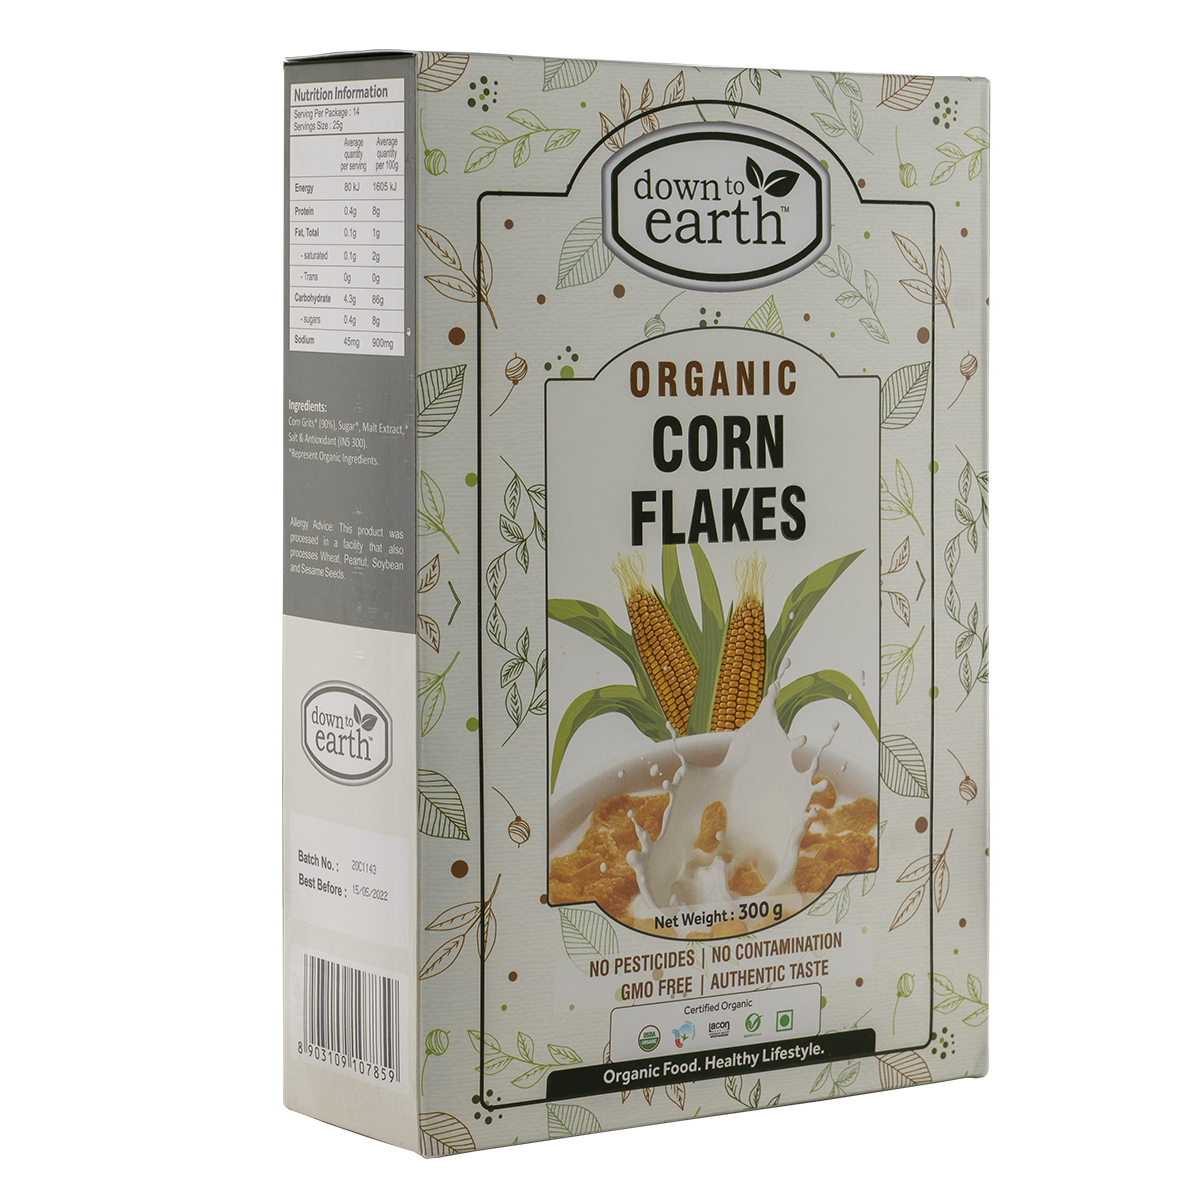 Nutrition Information
Serving Per Package : 14
Servings Size : 25g
Average quantity per serving
Average quantity per 100g
Energy 80 kJ 1605 kJ
Protein 0.4g 8g
Fat, Total 0.1g 1g
- saturated 0.1g 2g
- Trans 0g 0g
Carbohydrate 4.3g 86g
- sugars 0.4g 8g
Sodium 45mg 900mg
Ingredients:
Corn Grits* (90%), Sugar*, Malt Extract,*
Salt & Antioxidant (INS 300).
*Represent Organic Ingredients.
Allergy Advice: This product was
processed in a facility that also
processes Wheat, Peanut, Soybean
and Sesame Seeds.
down to
earth™
Batch No. : 20C1143
Best Before : 15/05/2022
8 903109 107859
down to
earth™
ORGANIC
CORN
FLAKES
Net Weight : 300 g
NO PESTICIDES | NO CONTAMINATION
GMO FREE | AUTHENTIC TASTE
Certified Organic
USDA
ORGANIC
lacon
Organic Food. Healthy Lifestyle.